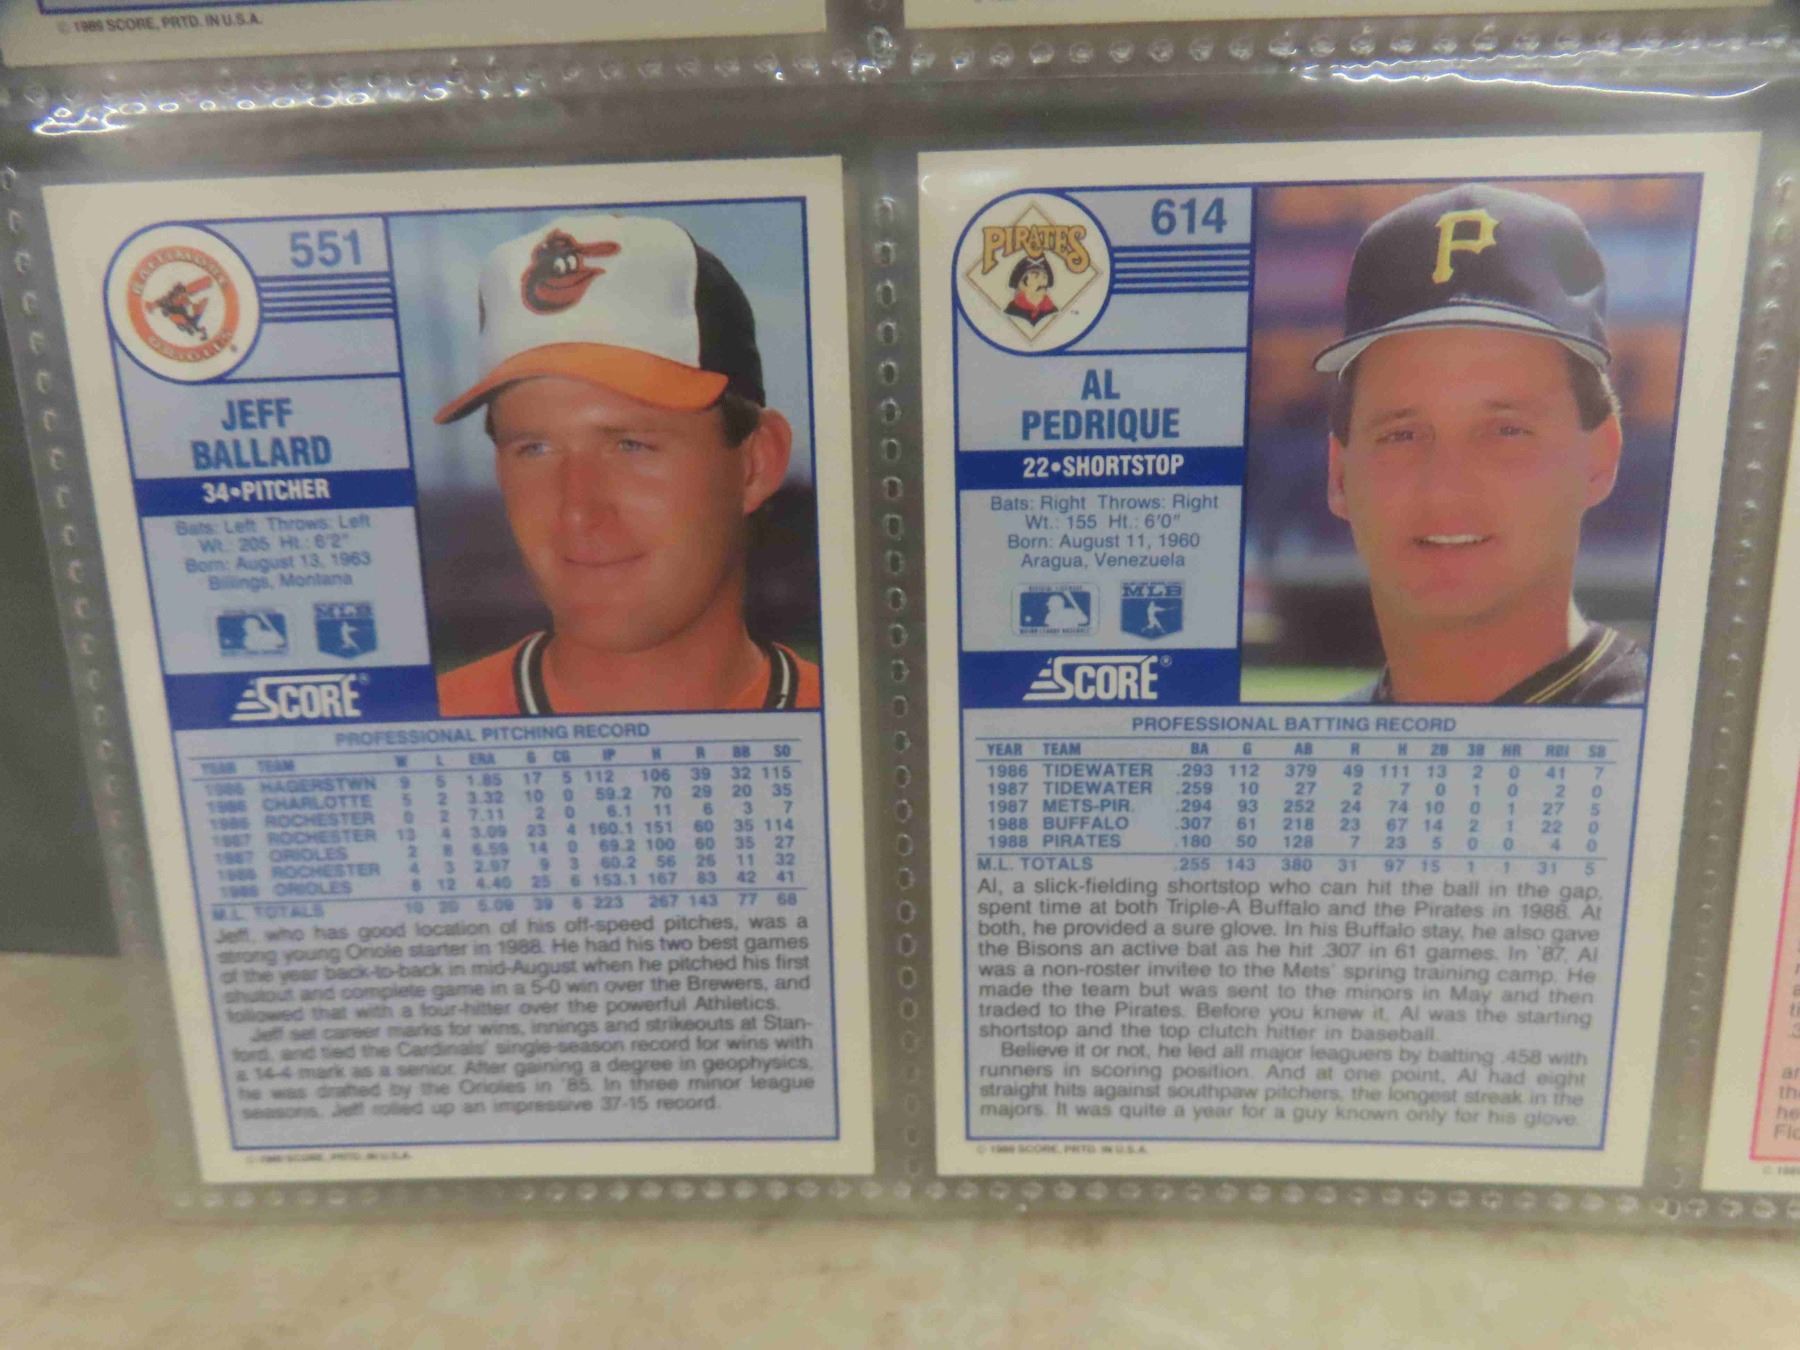 © 1989 SCORE, PRTD. IN U.S.A.
551
BALTIMORE
ORIOLES
JEFF
BALLARD
34•PITCHER
Bats: Left Throws: Left
Wt.: 205 Ht.: 6'2"
Born: August 13, 1963
Billings, Montana
MLB
SCORE®
PROFESSIONAL PITCHING RECORD
YEAR TEAM W L ERA G CG IP H R BB SO
1986 HAGERSTWN 9 5 1.85 17 5 112 106 39 32 115
1986 CHARLOTTE 5 2 3.32 10 0 59.2 70 29 20 35
1986 ROCHESTER 0 2 7.11 2 0 6.1 11 6 3 7
1987 ROCHESTER 13 4 3.09 23 4 160.1 151 60 35 114
1987 ORIOLES 2 8 6.59 14 0 69.2 100 60 35 27
1988 ROCHESTER 4 3 2.97 9 3 60.2 56 26 11 32
1988 ORIOLES 8 12 4.40 25 6 153.1 167 83 42 41
M.L. TOTALS 10 20 5.09 39 6 223 267 143 77 68
Jeff, who has good location of his off-speed pitches, was a
strong young Oriole starter in 1988. He had his two best games
of the year back-to-back in mid-August when he pitched his first
shutout and complete game in a 5-0 win over the Brewers, and
followed that with a four-hitter over the powerful Athletics.
Jeff set career marks for wins, innings and strikeouts at Stan-
ford, and tied the Cardinals' single-season record for wins with
a 14-4 mark as a senior. After gaining a degree in geophysics,
he was drafted by the Orioles in '85. In three minor league
seasons, Jeff rolled up an impressive 37-15 record.
© 1989 SCORE, PRTD. IN U.S.A.
614
PIRATES
P
AL
PEDRIQUE
22•SHORTSTOP
Bats: Right Throws: Right
Wt.: 155 Ht.: 6'0"
Born: August 11, 1960
Aragua, Venezuela
MLB
SCORE®
PROFESSIONAL BATTING RECORD
YEAR TEAM BA G AB R H 2B 3B HR RBI SB
1986 TIDEWATER .293 112 379 49 111 13 2 0 41 7
1987 TIDEWATER .259 10 27 2 7 0 1 0 2 0
1987 METS-PIR. .294 93 252 24 74 10 0 1 27 5
1988 BUFFALO .307 61 218 23 67 14 2 1 22 0
1988 PIRATES .180 50 128 7 23 5 0 0 4 0
M.L. TOTALS .255 143 380 31 97 15 1 1 31 5
Al, a slick-fielding shortstop who can hit the ball in the gap,
spent time at both Triple-A Buffalo and the Pirates in 1988. At
both, he provided a sure glove. In his Buffalo stay, he also gave
the Bisons an active bat as he hit .307 in 61 games. In '87, Al
was a non-roster invitee to the Mets' spring training camp. He
made the team but was sent to the minors in May and then
traded to the Pirates. Before you knew it, Al was the starting
shortstop and the top clutch hitter in baseball.
Believe it or not, he led all major leaguers by batting .458 with
runners in scoring position. And at one point, Al had eight
straight hits against southpaw pitchers, the longest streak in the
majors. It was quite a year for a guy known only for his glove.
© 1989 SCORE, PRTD. IN U.S.A.